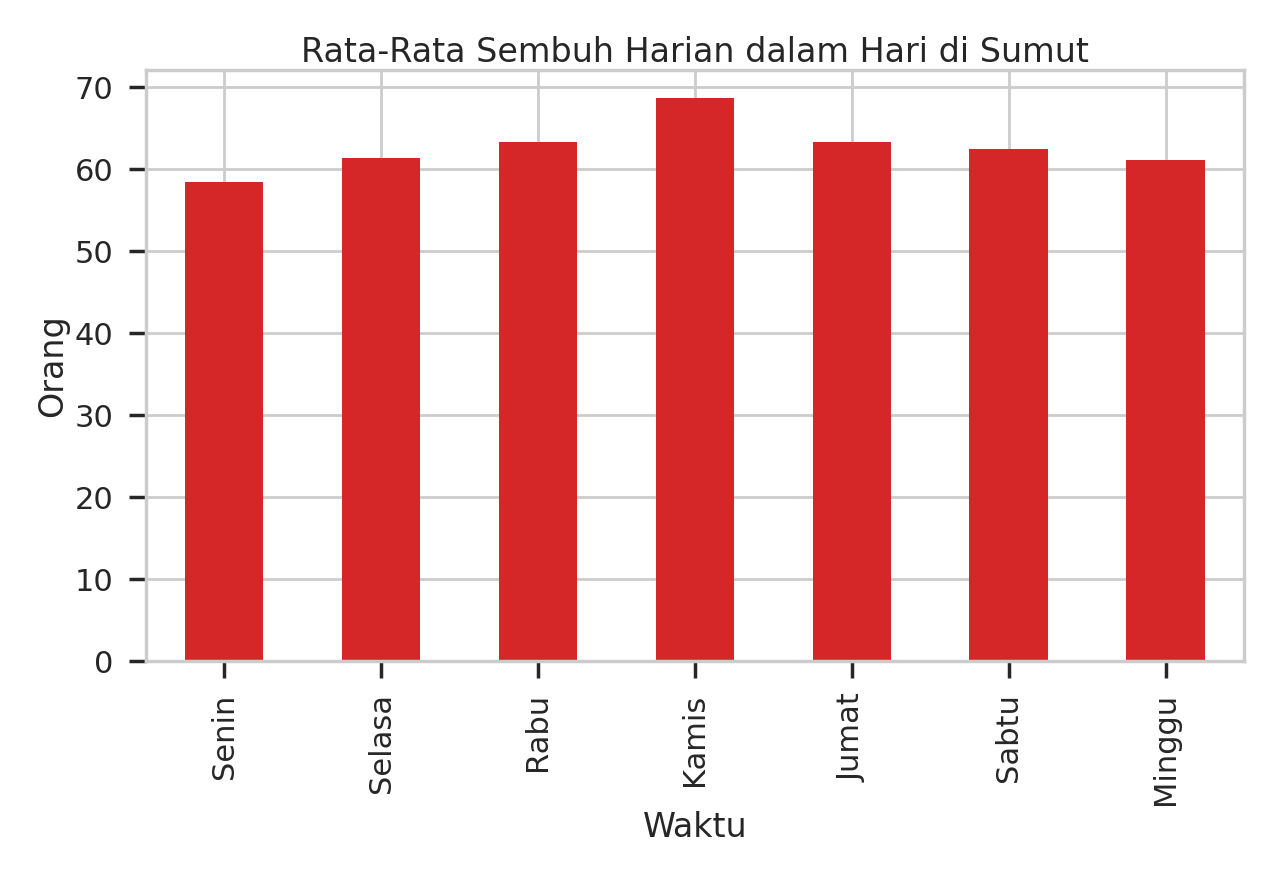 Rata-Rata Sembuh Harian dalam Hari di Sumut
70
60
50
40
30
20
10
0
Orang
Senin
Selasa
Rabu
Kamis
Jumat
Sabtu
Minggu
Waktu